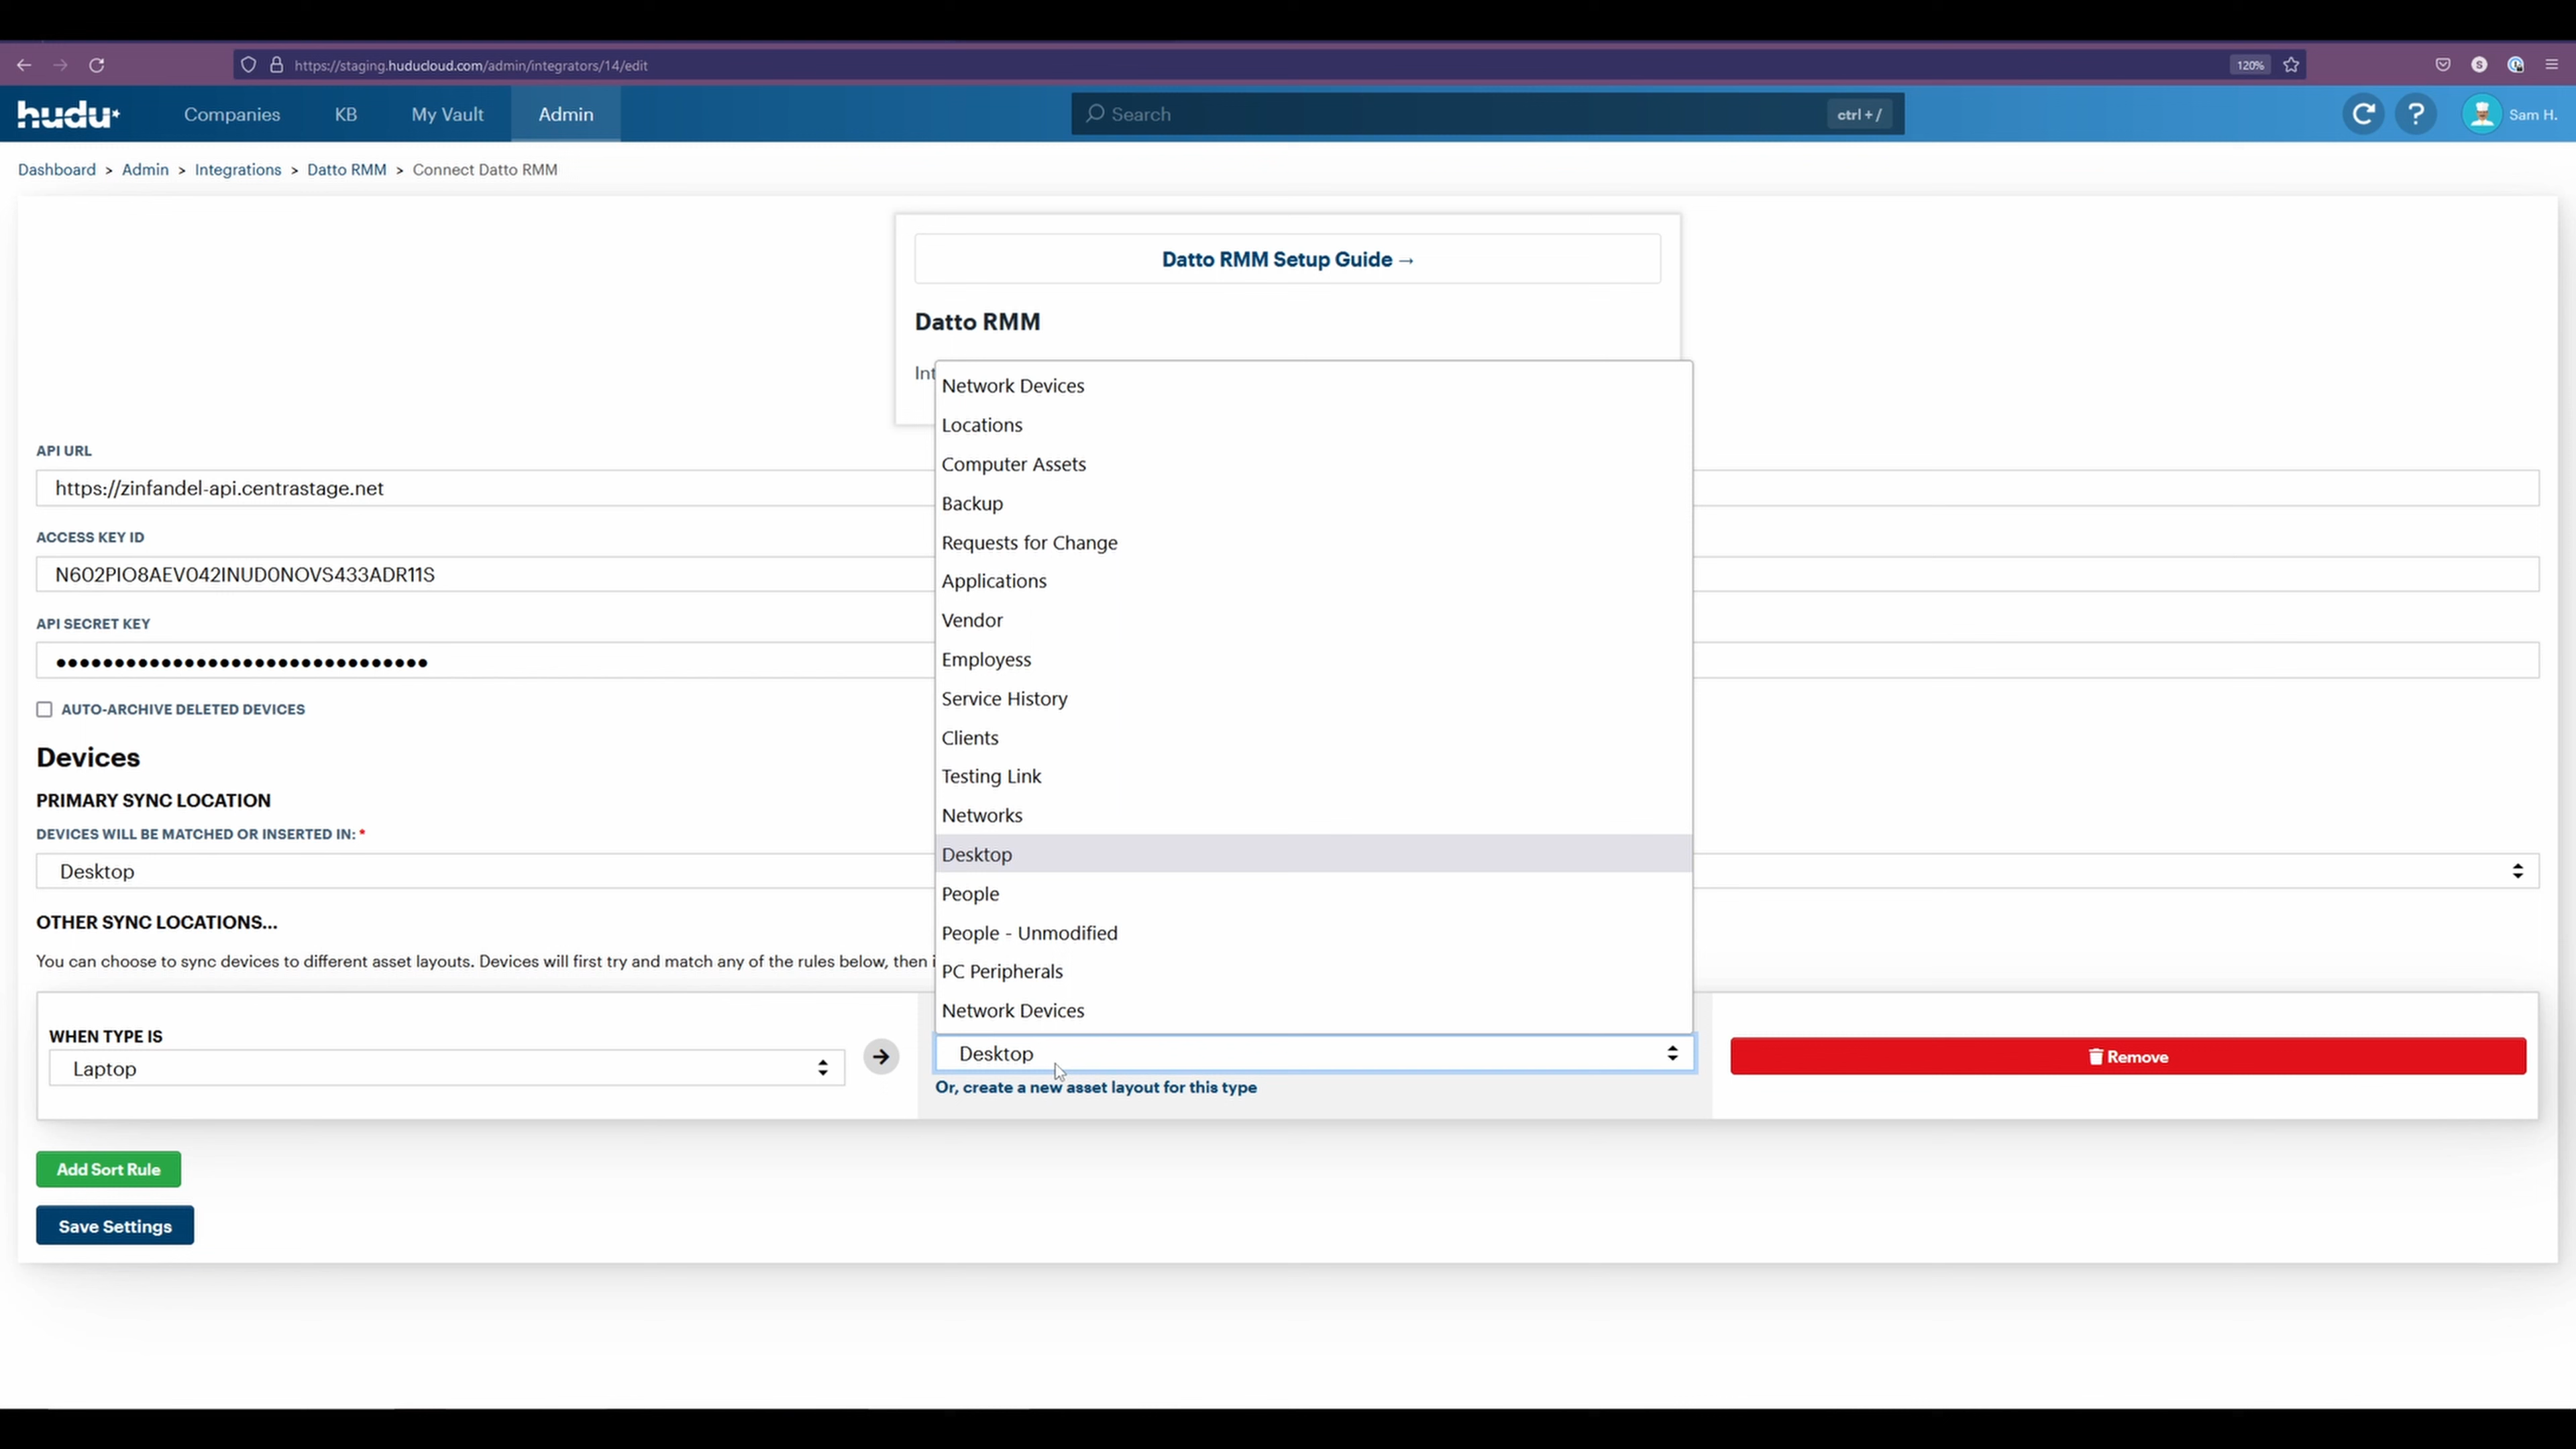 https://staging.huducloud.com/admin/integrators/14/edit
120%
S
hudu
Companies
KB
My Vault
Admin
Search
ctrl + /
?
Sam H.
Dashboard > Admin > Integrations > Datto RMM > Connect Datto RMM
Datto RMM Setup Guide →
Datto RMM
Int
API URL
https://zinfandel-api.centrastage.net
ACCESS KEY ID
N602PIO8AEV042INUD0NOVS433ADR11S
API SECRET KEY
••••••••••••••••••••••••••••••••
AUTO-ARCHIVE DELETED DEVICES
Devices
PRIMARY SYNC LOCATION
DEVICES WILL BE MATCHED OR INSERTED IN: *
Desktop
OTHER SYNC LOCATIONS...
You can choose to sync devices to different asset layouts. Devices will first try and match any of the rules below, then i
Network Devices
Locations
Computer Assets
Backup
Requests for Change
Applications
Vendor
Employess
Service History
Clients
Testing Link
Networks
Desktop
People
People - Unmodified
PC Peripherals
Network Devices
WHEN TYPE IS
Laptop
Desktop
Or, create a new asset layout for this type
Remove
Add Sort Rule
Save Settings